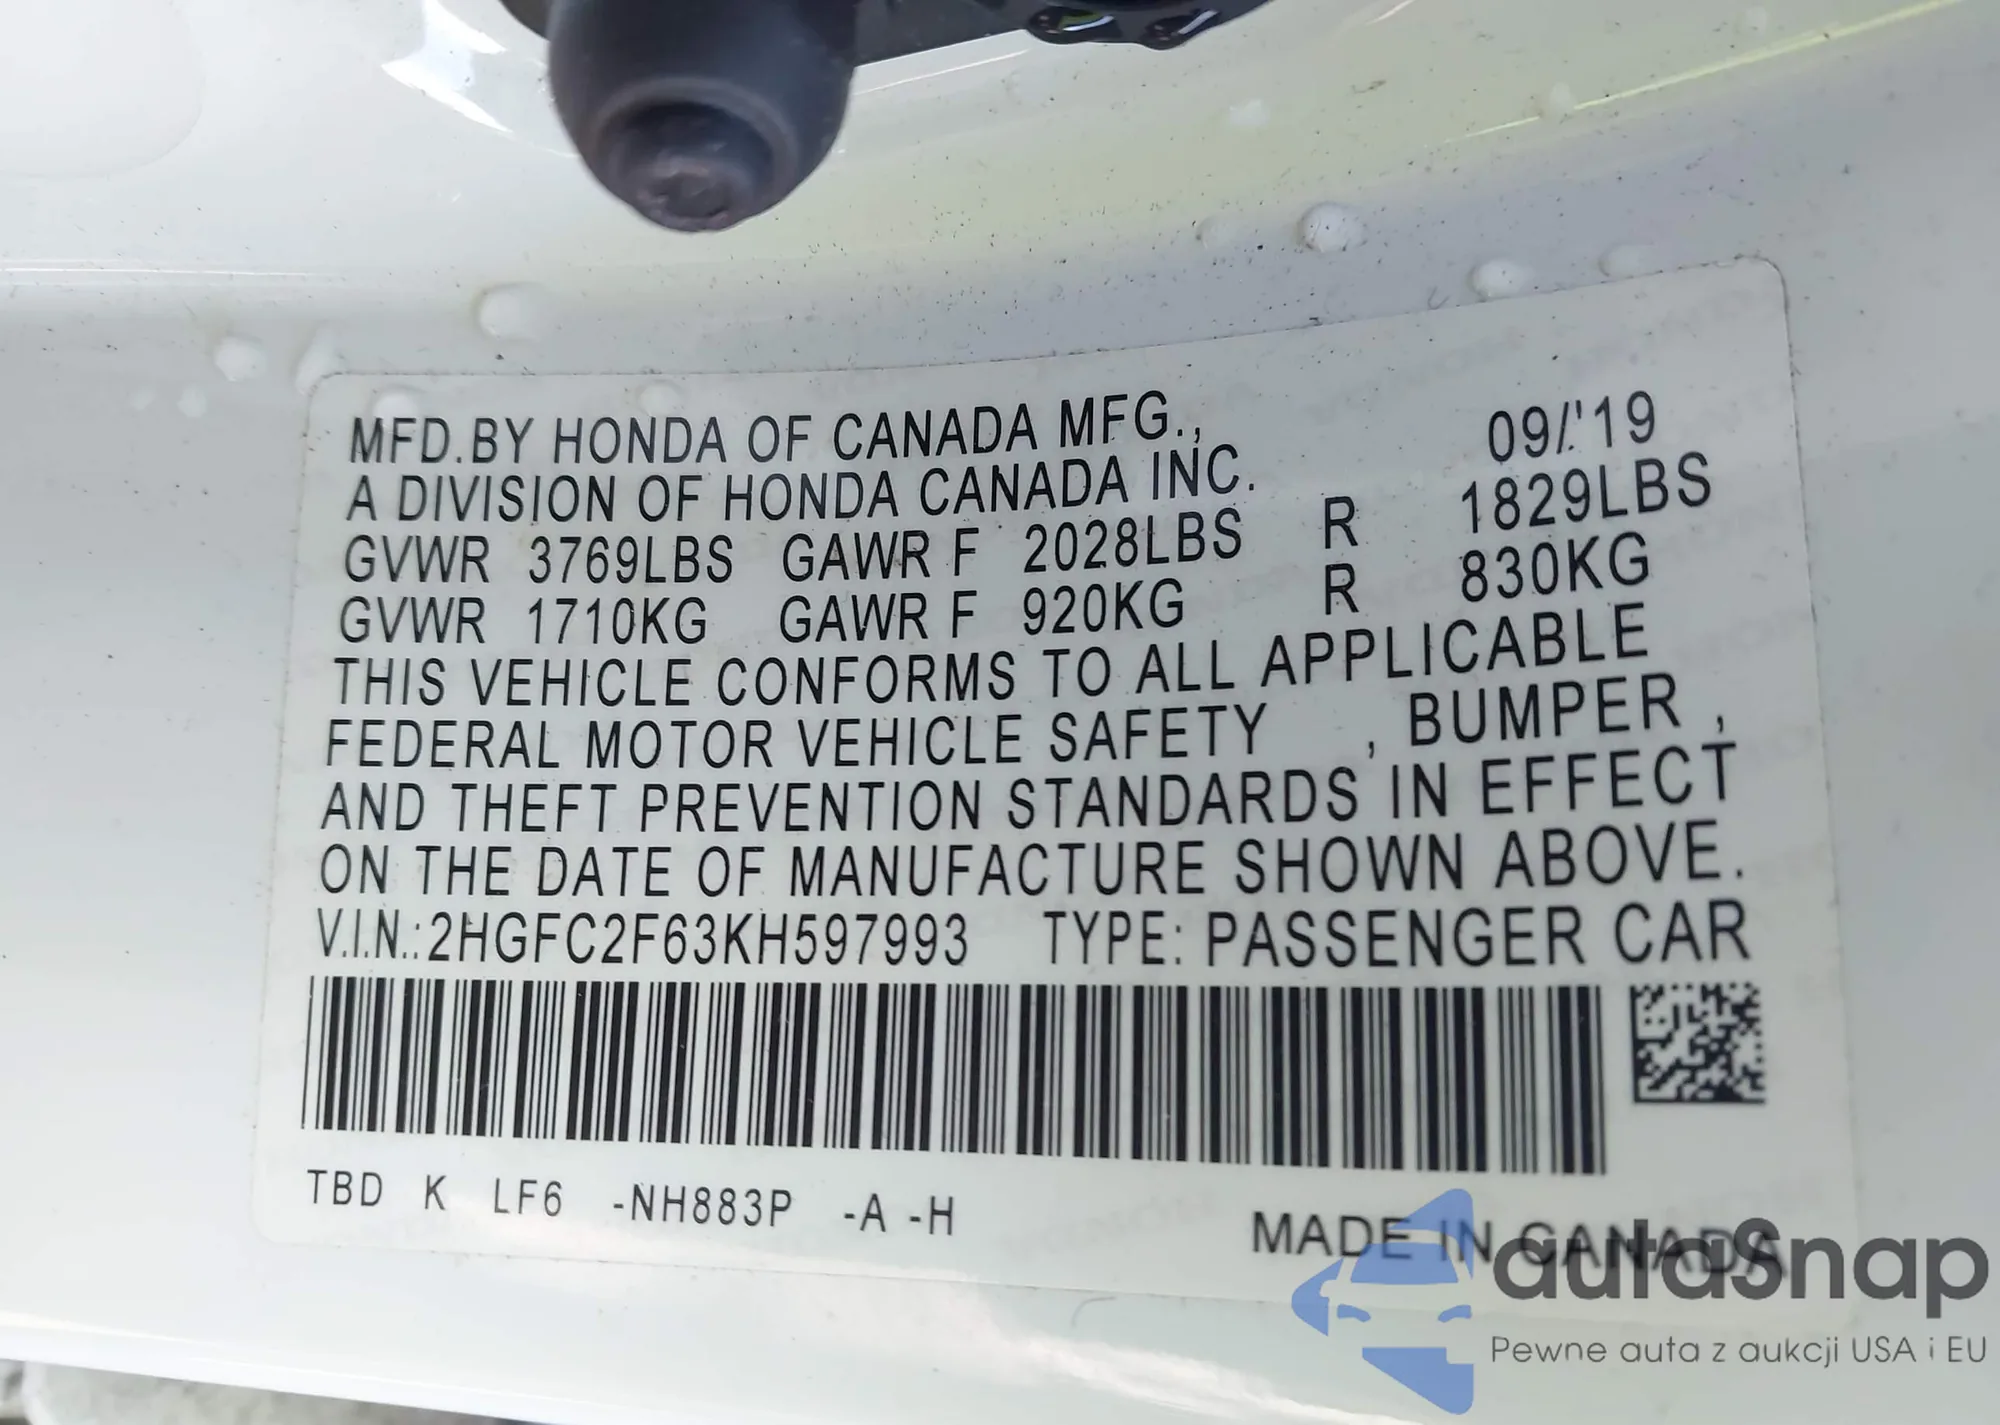 MFD.BY HONDA OF CANADA MFG., 09/'19
A DIVISION OF HONDA CANADA INC.
GVWR 3769LBS GAWR F 2028LBS R 1829LBS
GVWR 1710KG GAWR F 920KG R 830KG
THIS VEHICLE CONFORMS TO ALL APPLICABLE
FEDERAL MOTOR VEHICLE SAFETY , BUMPER ,
AND THEFT PREVENTION STANDARDS IN EFFECT
ON THE DATE OF MANUFACTURE SHOWN ABOVE.
V.I.N.:2HGFC2F63KH597993 TYPE: PASSENGER CAR
TBD K LF6 -NH883P -A -H
MADE IN CANADA
autaSnap
Pewne auta z aukcji USA i EU